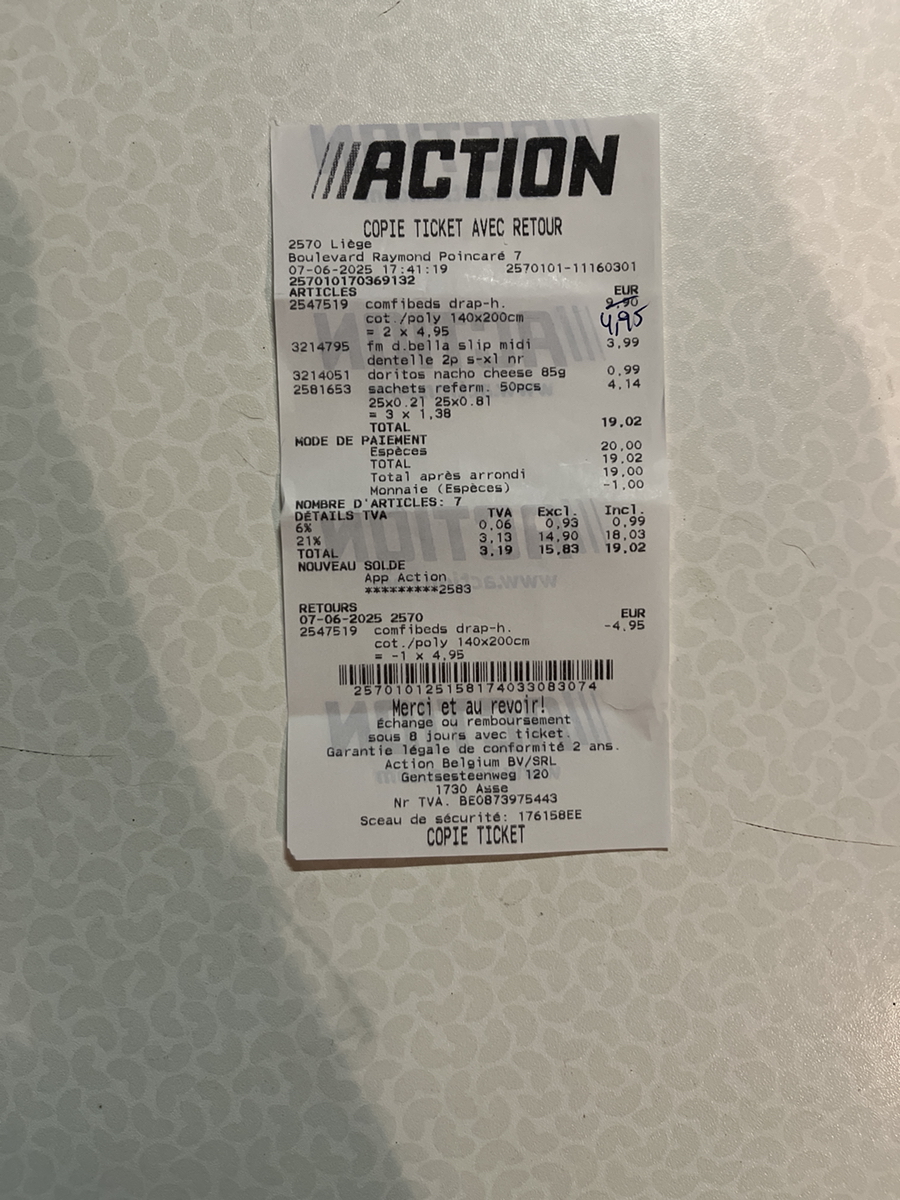 ACTION
COPIE TICKET AVEC RETOUR
2570 Liège
Boulevard Raymond Poincaré 7
07-06-2025 17:41:19 2570101-11160301
257010170369132
ARTICLES EUR
2547519 comfibeds drap-h. 9.90
cot./poly 140x200cm 4,95
= 2 x 4,95
3214795 fm d.bella slip midi 3,99
dentelle 2p s-xl nr
3214051 doritos nacho cheese 85g 0.99
2581653 sachets referm. 50pcs 4.14
25x0.21 25x0.81
= 3 x 1,38
TOTAL 19.02
MODE DE PAIEMENT
Espèces 20,00
TOTAL 19.02
Total après arrondi 19.00
Monnaie (Espèces) -1.00
NOMBRE D'ARTICLES: 7
DÉTAILS TVA TVA Excl. Incl.
6% 0,06 0,93 0,99
21% 3,13 14,90 18,03
TOTAL 3,19 15,83 19,02
NOUVEAU SOLDE
App Action
*********2583
RETOURS
07-06-2025 2570 EUR
2547519 comfibeds drap-h. -4,95
cot./poly 140x200cm
= -1 x 4,95
257010125158174033083074
Merci et au revoir!
Échange ou remboursement
sous 8 jours avec ticket.
Garantie légale de conformité 2 ans.
Action Belgium BV/SRL
Gentsesteenweg 120
1730 Asse
Nr TVA. BE0873975443
Sceau de sécurité: 176158EE
COPIE TICKET